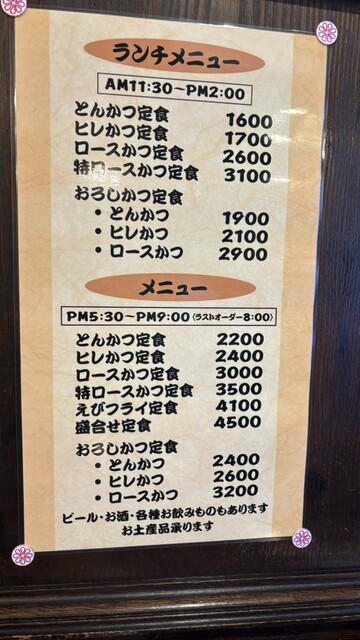 ランチメニュー
AM11:30～PM2:00
とんかつ定食 1600
ヒレかつ定食 1700
ロースかつ定食 2600
特ロースかつ定食 3100
おろしかつ定食
・とんかつ 1900
・ヒレかつ 2100
・ロースかつ 2900
メニュー
PM5:30～PM9:00〈ラストオーダー8:00〉
とんかつ定食 2200
ヒレかつ定食 2400
ロースかつ定食 3000
特ロースかつ定食 3500
えびフライ定食 4100
盛合せ定食 4500
おろしかつ定食
・とんかつ 2400
・ヒレかつ 2600
・ロースかつ 3200
ビール・お酒・各種お飲みものもあります
お土産品承ります